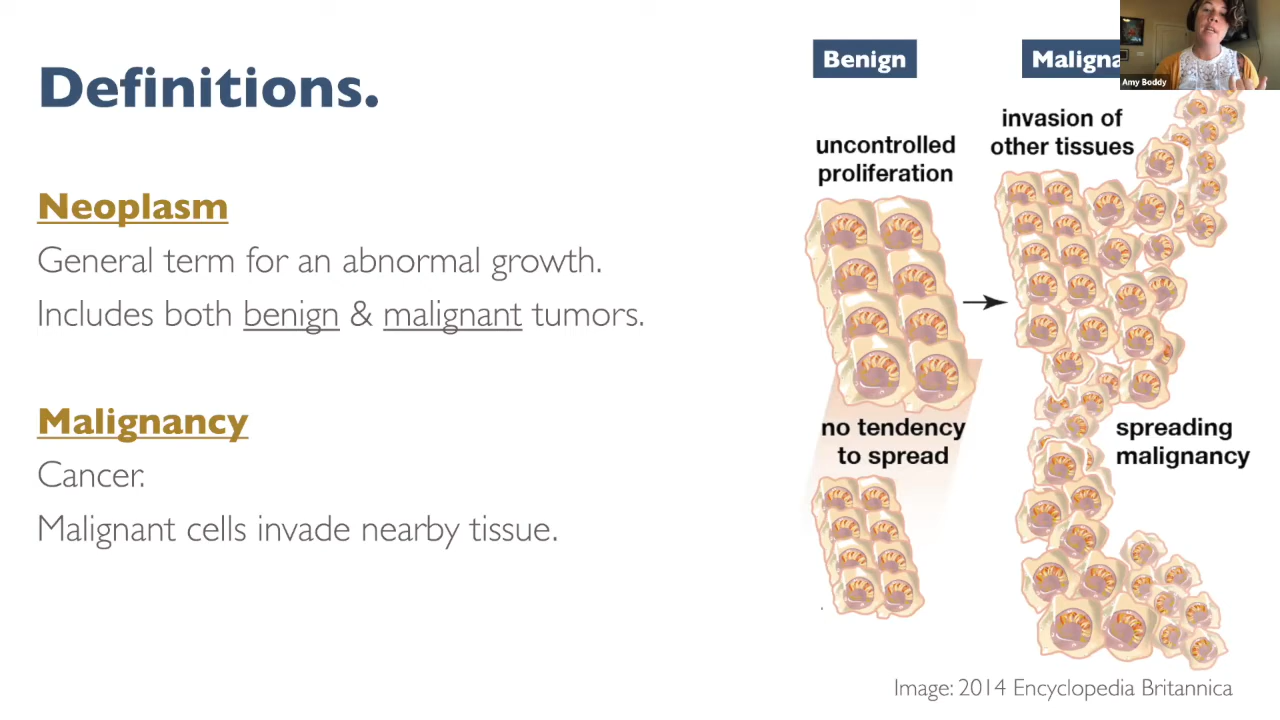 Definitions.
Neoplasm
General term for an abnormal growth.
Includes both benign & malignant tumors.
Malignancy
Cancer.
Malignant cells invade nearby tissue.
Benign
uncontrolled
proliferation
no tendency
to spread
Maligna
invasion of
other tissues
spreading
malignancy
Amy Boddy
Image: 2014 Encyclopedia Britannica